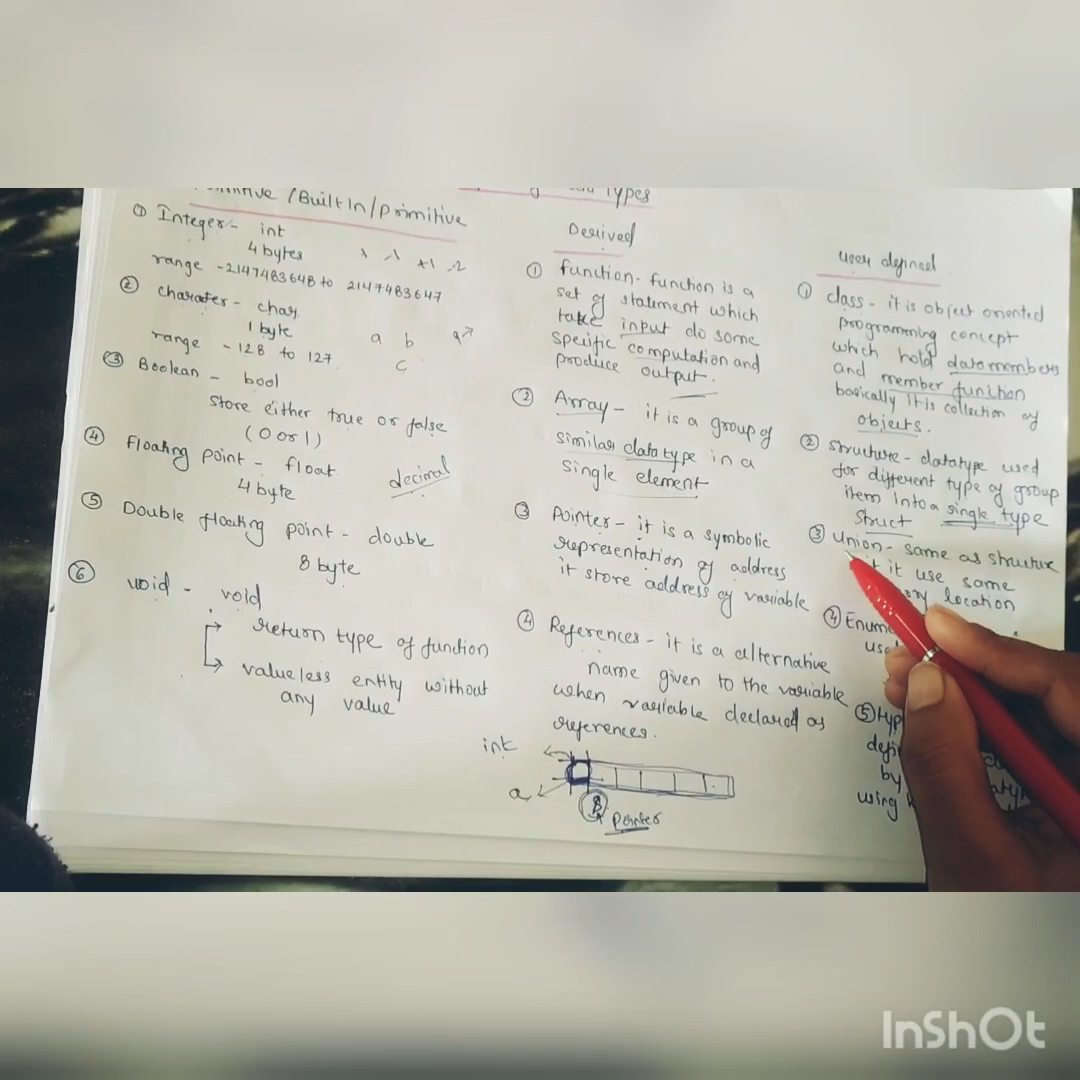 /Built In/Primitive
Types
① Integer - int
4 bytes
range -2147483648 to 2147483647
② Charater - char
1 byte
a b
c
range -128 to 127.
③ Boolean - bool
store either true or false
(0 or 1)
④ Floating point - float
4 byte
decimal
⑤ Double floating point - double
8 byte
⑥ void - void
return type of function
valueless entity without
any value
Derived
① function - function is a
set of statement which
take input do some
specific computation and
produce output.
② Array - it is a group of
similar datatype in a
single element
③ Pointer - it is a symbolic
representation of address
it store address of variable
④ References - it is a alternative
name given to the variable
when variable declared as
references.
int
a
Pointer
User defined
① class - it is object oriented
programming concept
which hold datamembers
and member function
basically it is collection of
objects.
② structure - datatype used
for different type of group
item into a single type
Struct
③ Union - same as structure
it use same
location
④
⑤
by
using
InShOt